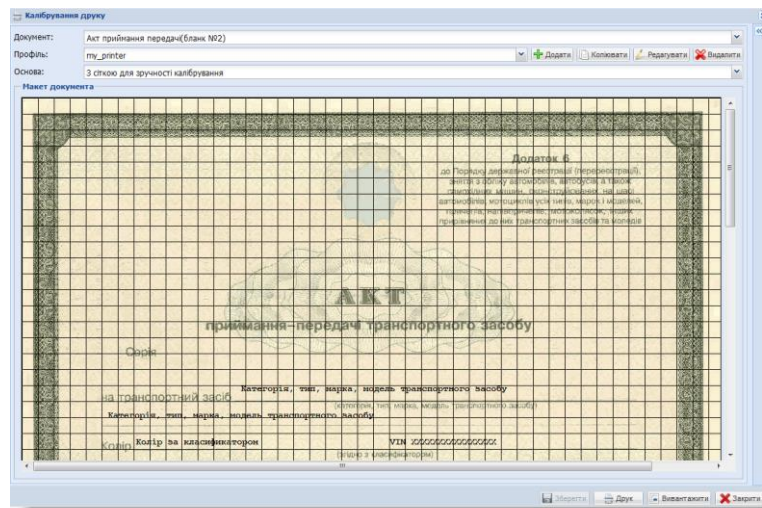 Калібрування друку
Документ: Акт приймання передачі(бланк №2)
Профіль: my_printer Додати Копіювати Редагувати Видалити
Основа: З сіткою для зручності калібрування
Макет документа
Додаток 6
до Порядку державної реєстрації (перереєстрації),
зняття з обліку автомобілів, автобусів, а також
самохідних машин, сконструйованих на шасі
автомобілів, мотоциклів усіх типів, марок і моделей,
причепів, напівпричепів, мотоколясок, інших
прирівняних до них транспортних засобів та мопедів
АКТ
приймання-передачі транспортного засобу
Серія
Категорія, тип, марка, модель транспортного засобу
на транспортний засіб
(категорія, тип, марка, модель транспортного засобу)
Категорія, тип, марка, модель транспортного засобу
Колір Колір за класифікатором VIN XXXXXXXXXXXXXXXXX
(згідно з класифікатором)
Зберегти Друк Вивантажити Закрити